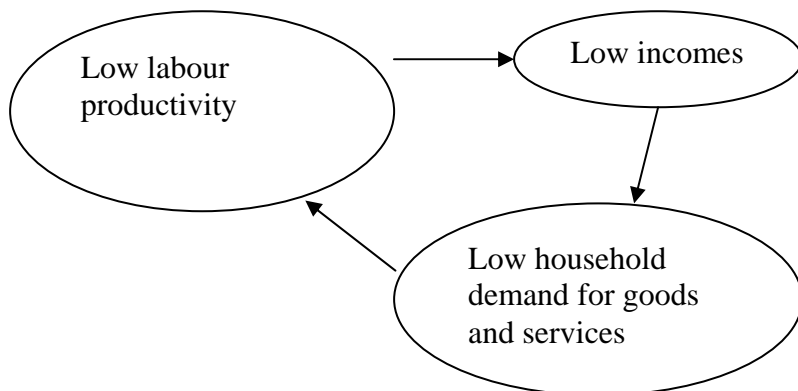 Low labour
productivity
Low incomes
Low household
demand for goods
and services